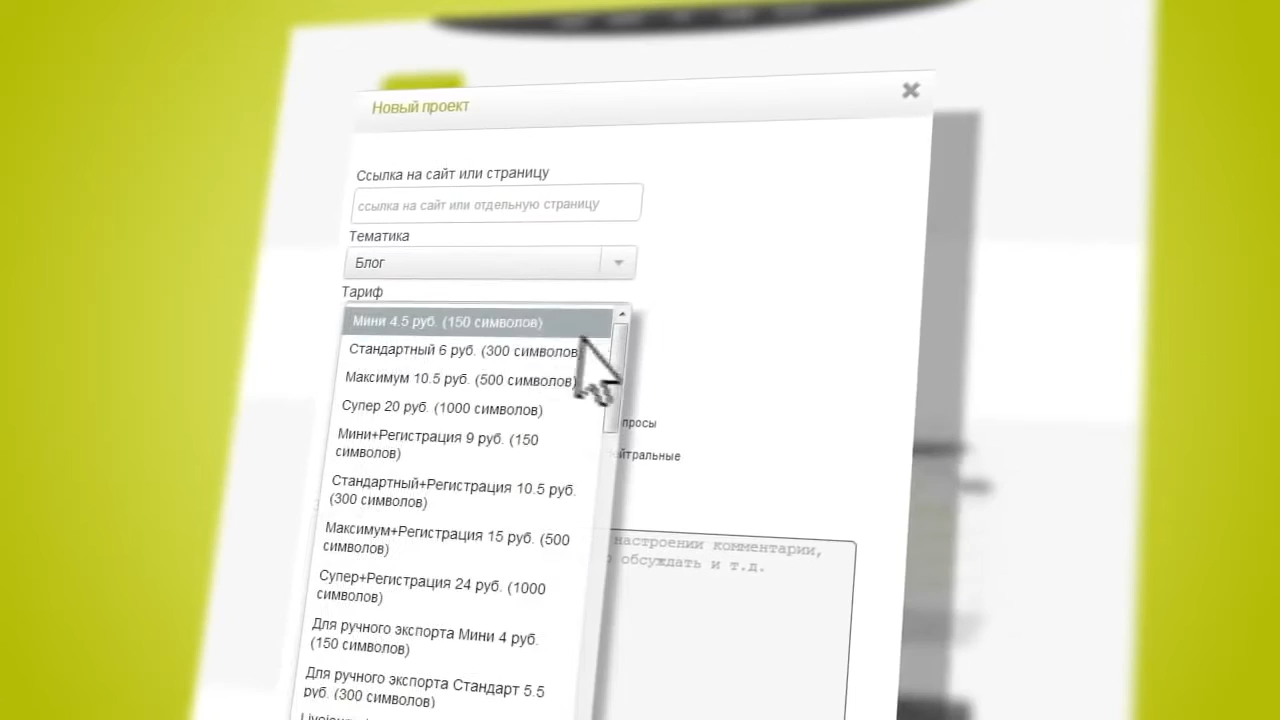 Новый проект
Ссылка на сайт или страницу
ссылка на сайт или отдельную страницу
Тематика
Блог
Тариф
Мини 4.5 руб. (150 символов)
Стандартный 6 руб. (300 символов)
Максимум 10.5 руб. (500 символов)
Супер 20 руб. (1000 символов)
просы
Мини+Регистрация 9 руб. (150
символов)
йтральные
Стандартный+Регистрация 10.5 руб.
(300 символов)
Максимум+Регистрация 15 руб. (500
символов)
настроении комментарии,
обсуждать и т.д.
Супер+Регистрация 24 руб. (1000
символов)
Для ручного экспорта Мини 4 руб.
(150 символов)
Для ручного экспорта Стандарт 5.5
руб. (300 символов)